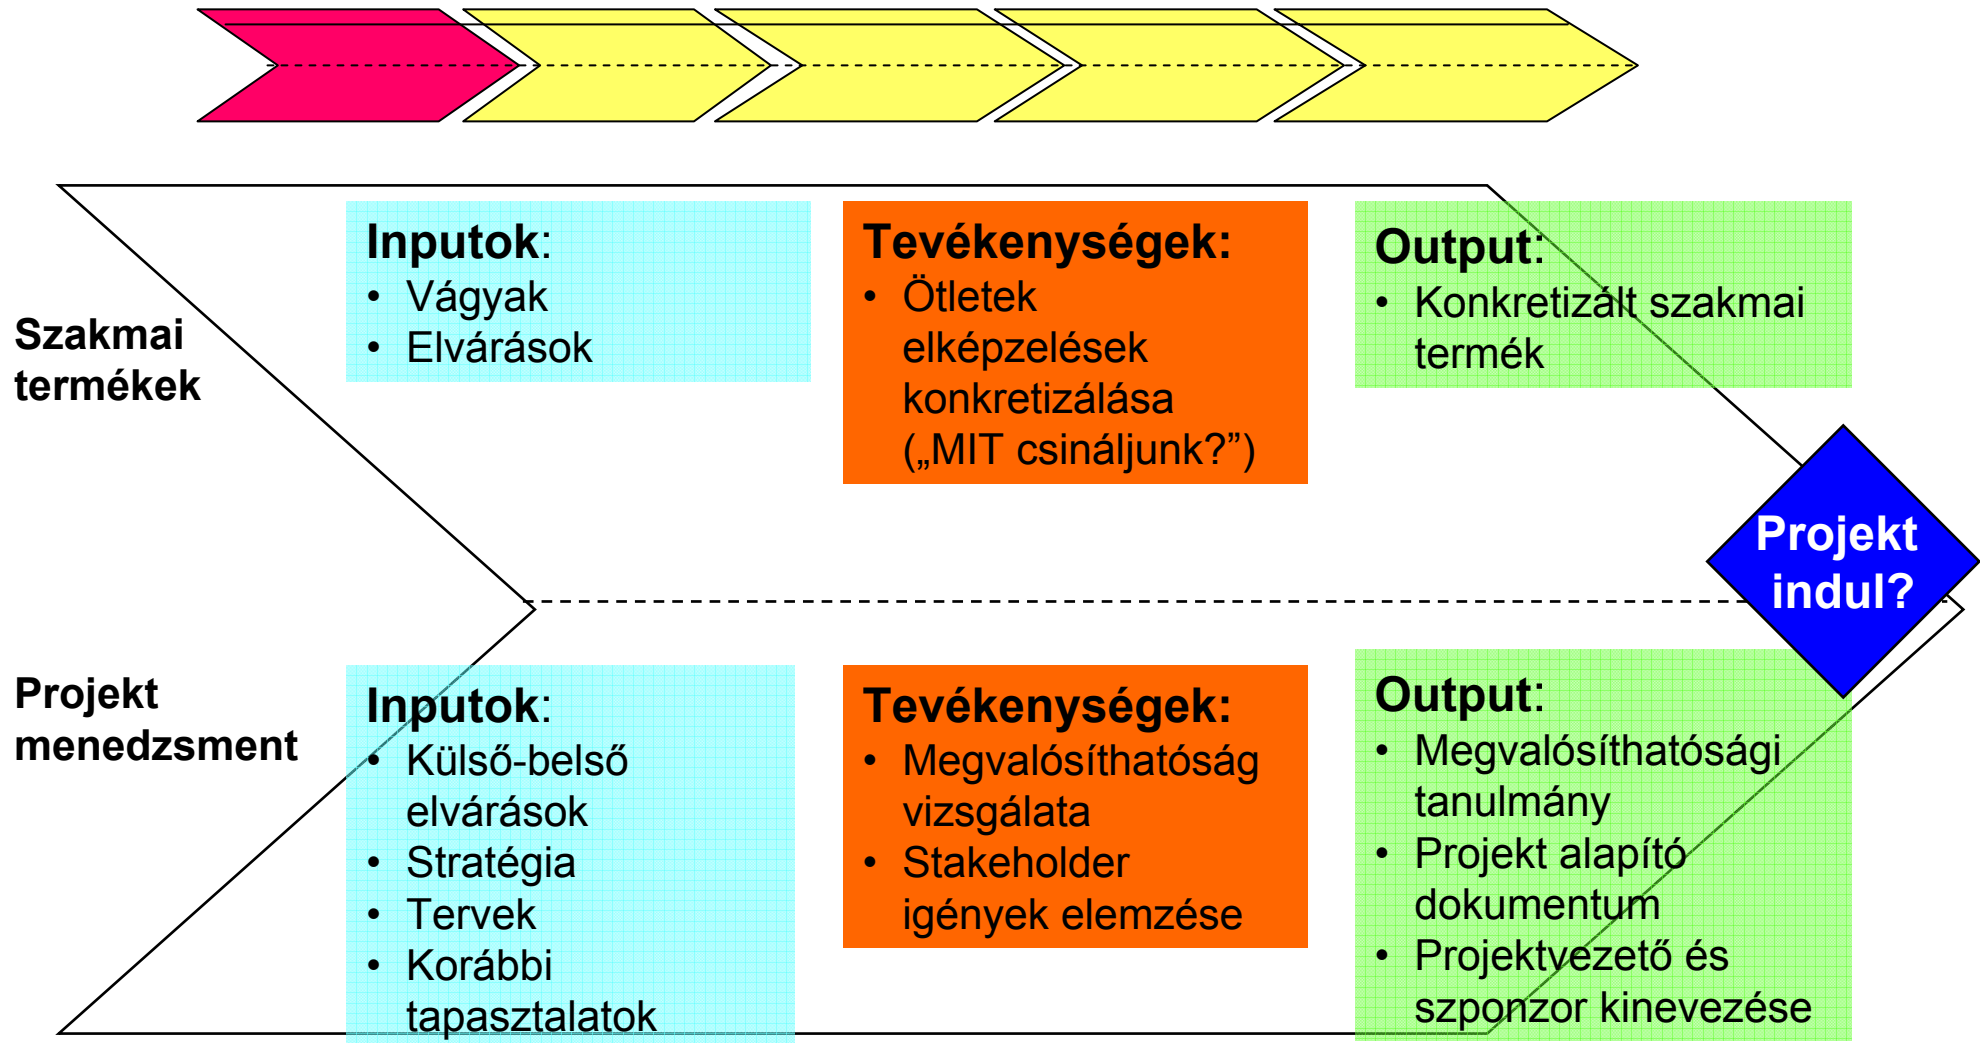 Szakmai
termékek
Inputok:
• Vágyak
• Elvárások
Tevékenységek:
• Ötletek
elképzelések
konkretizálása
(„MIT csináljunk?”)
Output:
• Konkretizált szakmai
termék
Projekt
indul?
Projekt
menedzsment
Inputok:
• Külső-belső
elvárások
• Stratégia
• Tervek
• Korábbi
tapasztalatok
Tevékenységek:
• Megvalósíthatóság
vizsgálata
• Stakeholder
igények elemzése
Output:
• Megvalósíthatósági
tanulmány
• Projekt alapító
dokumentum
• Projektvezető és
szponzor kinevezése